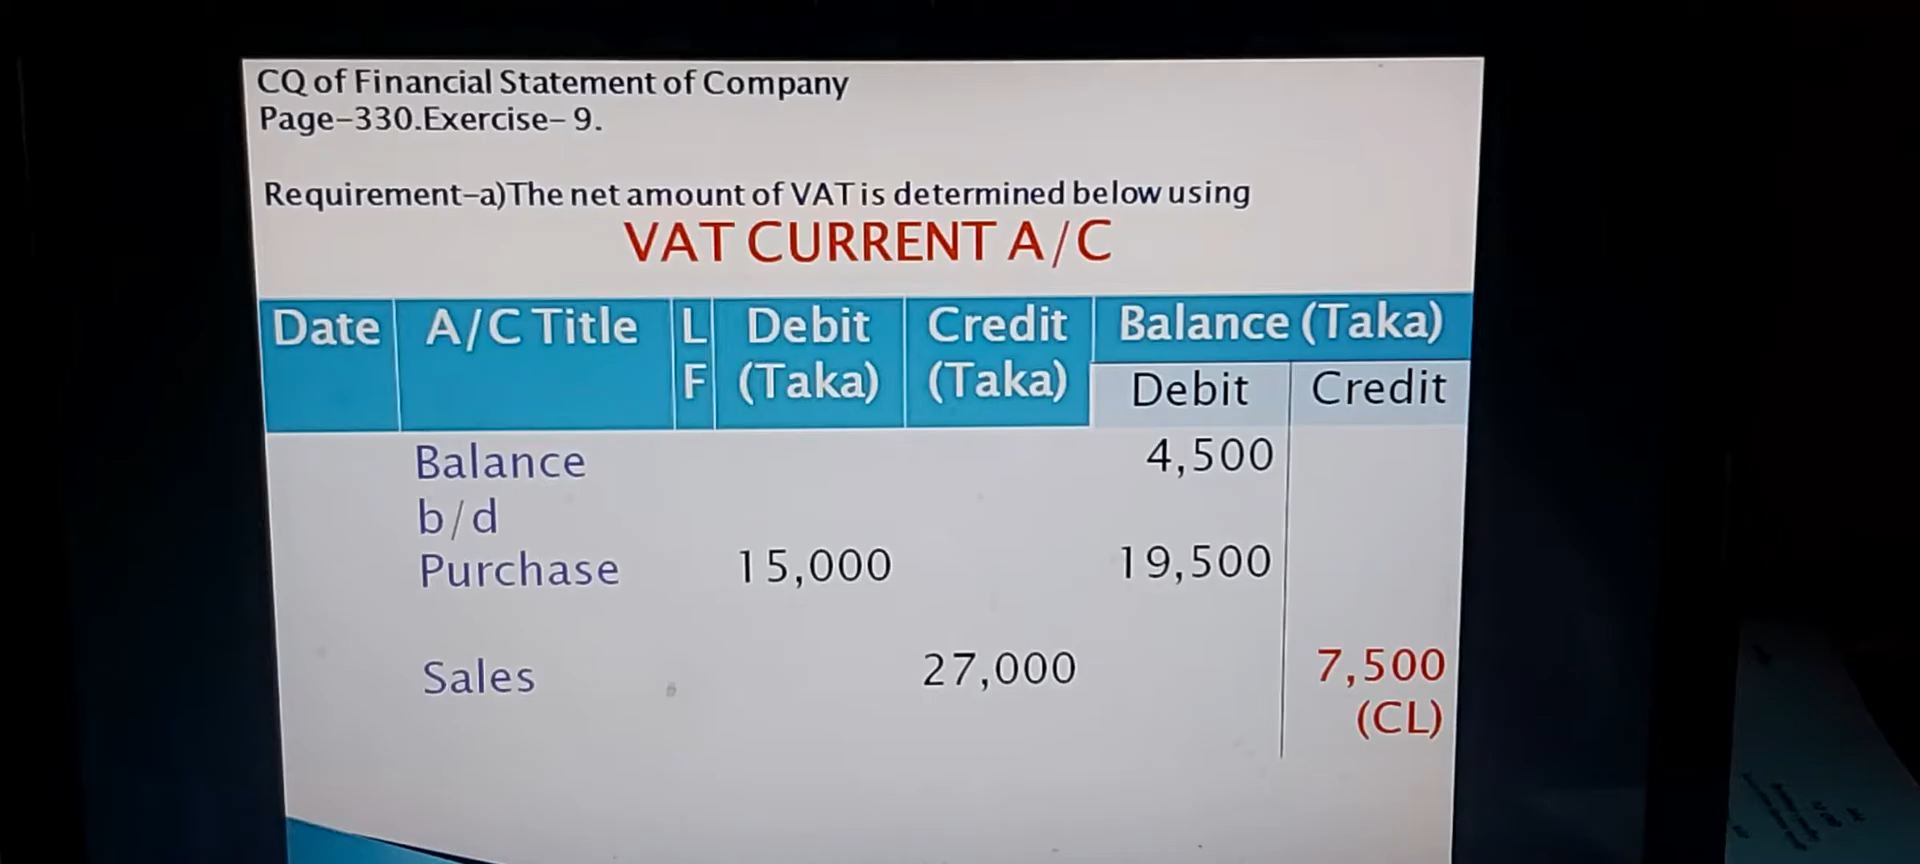 CQ of Financial Statement of Company
Page-330.Exercise- 9.
Requirement-a)The net amount of VAT is determined below using
VAT CURRENT A/C
Date A/C Title L F Debit (Taka) Credit (Taka) Balance (Taka)
Debit Credit
Balance b/d 4,500
Purchase 15,000 19,500
Sales 27,000 7,500
(CL)